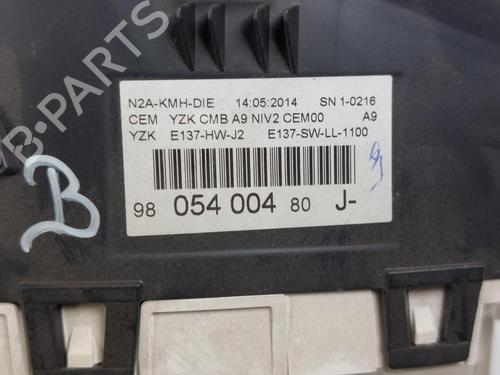 N2A-KMH-DIE 14:05:2014 SN 1-0216
CEM YZK CMB A9 NIV2 CEM00 A9
YZK E137-HW-J2 E137-SW-LL-1100
98 054 004 80 J-
B
B-PARTS